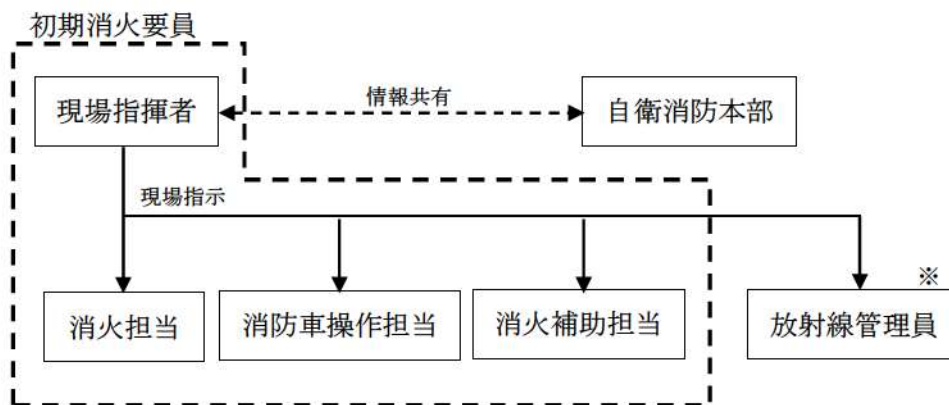 初期消火要員
現場指揮者
情報共有
自衛消防本部
現場指示
※
消火担当
消防車操作担当
消火補助担当
放射線管理員